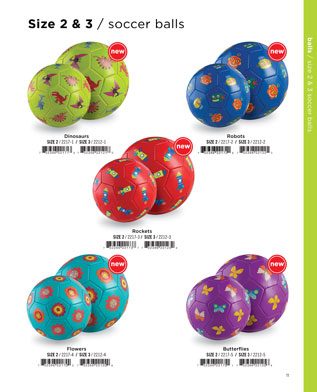 Size 2 & 3 / soccer balls
balls / size 2 & 3 soccer balls
new
new
Dinosaurs
SIZE 2 / 2217-1 / SIZE 3 / 2212-1
Robots
SIZE 2 / 2217-2 / SIZE 3 / 2212-2
new
Rockets
SIZE 2 / 2217-3 / SIZE 3 / 2212-3
new
new
Flowers
SIZE 2 / 2217-4 / SIZE 3 / 2212-4
Butterflies
SIZE 2 / 2217-5 / SIZE 3 / 2212-5